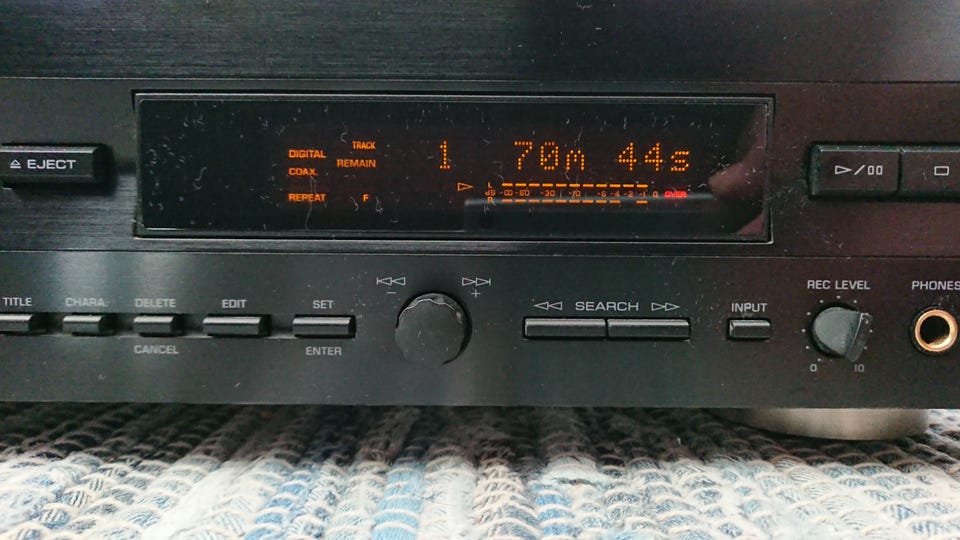 EJECT
DIGITAL
COAX.
REPEAT
TRACK
REMAIN
F
1 70m 44s
L
dB -∞ -60 -30 -10 -6 -4 -1 0 OVER
R
TITLE
CHARA.
DELETE
CANCEL
EDIT
SET
ENTER
−
+
SEARCH
INPUT
REC LEVEL
0 10
PHONES